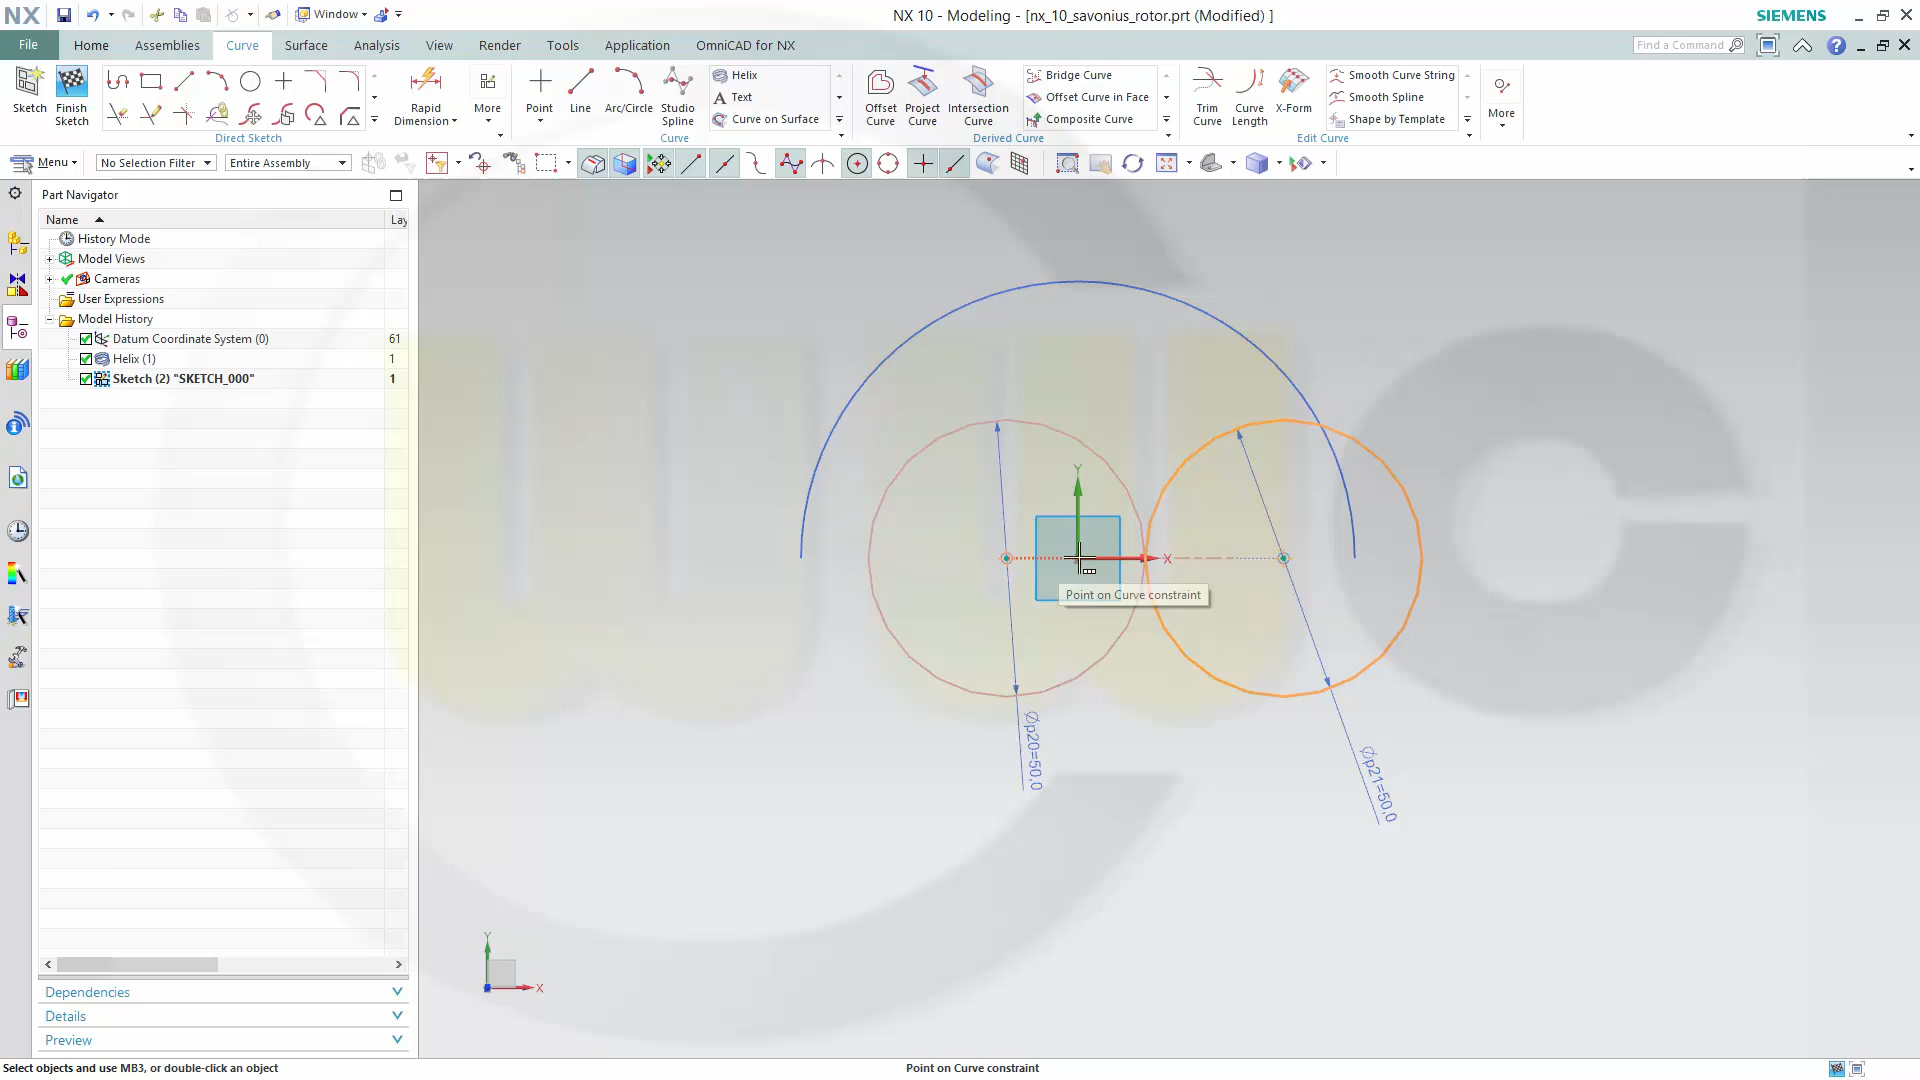 NX
Window
NX 10 - Modeling - [nx_10_savonius_rotor.prt (Modified) ]
SIEMENS
File
Home
Assemblies
Curve
Surface
Analysis
View
Render
Tools
Application
OmniCAD for NX
Find a Command
Sketch
Finish Sketch
Direct Sketch
Rapid Dimension
More
Point
Line
Arc/Circle
Studio Spline
Helix
Text
Curve on Surface
Curve
Offset Curve
Project Curve
Intersection Curve
Bridge Curve
Offset Curve in Face
Composite Curve
Derived Curve
Trim Curve
Curve Length
X-Form
Smooth Curve String
Smooth Spline
Shape by Template
Edit Curve
More
Menu
No Selection Filter
Entire Assembly
Part Navigator
Name
Lay
History Mode
Model Views
Cameras
User Expressions
Model History
Datum Coordinate System (0)
61
Helix (1)
1
Sketch (2) "SKETCH_000"
1
Dependencies
Details
Preview
Y
X
Point on Curve constraint
Øp20=50,0
Øp21=50,0
Y
X
Select objects and use MB3, or double-click an object
Point on Curve constraint